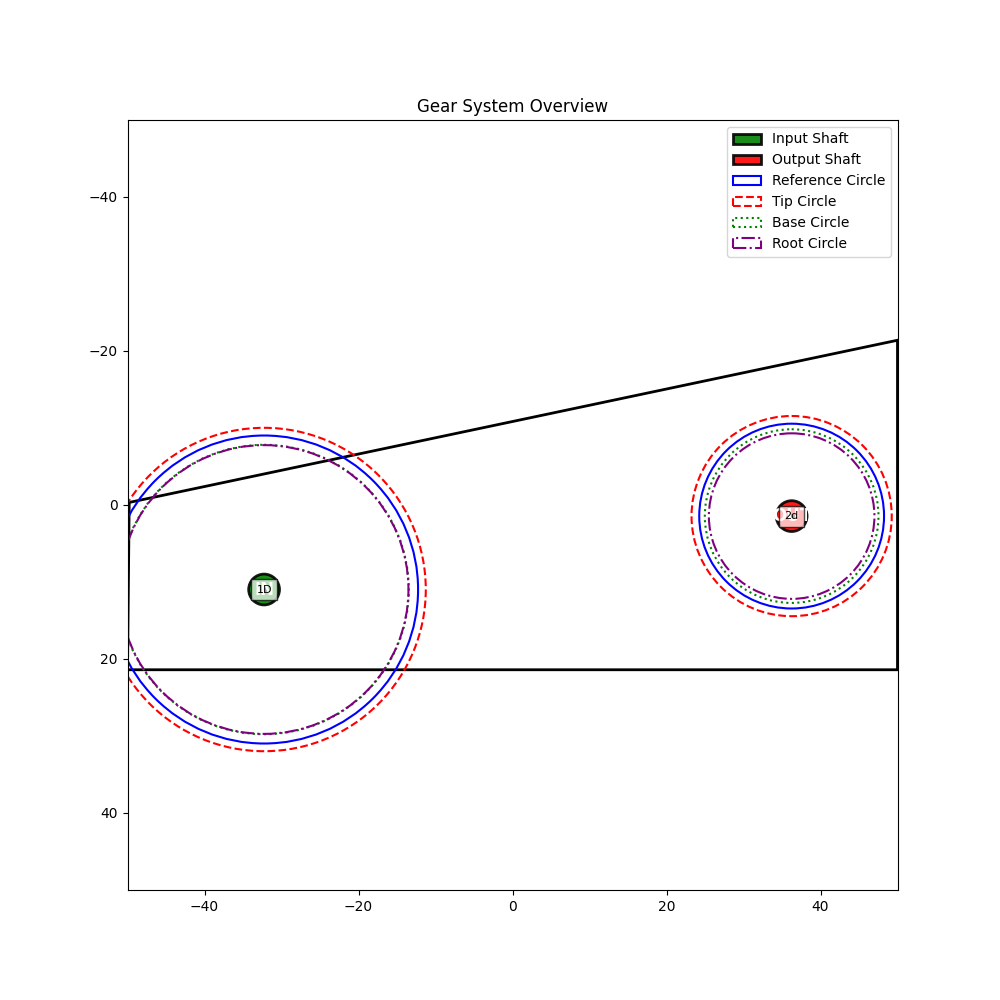 Gear System Overview
Input Shaft
Output Shaft
Reference Circle
Tip Circle
Base Circle
Root Circle
−40
−20
0
20
40
1D
2d
−40
−20
0
20
40